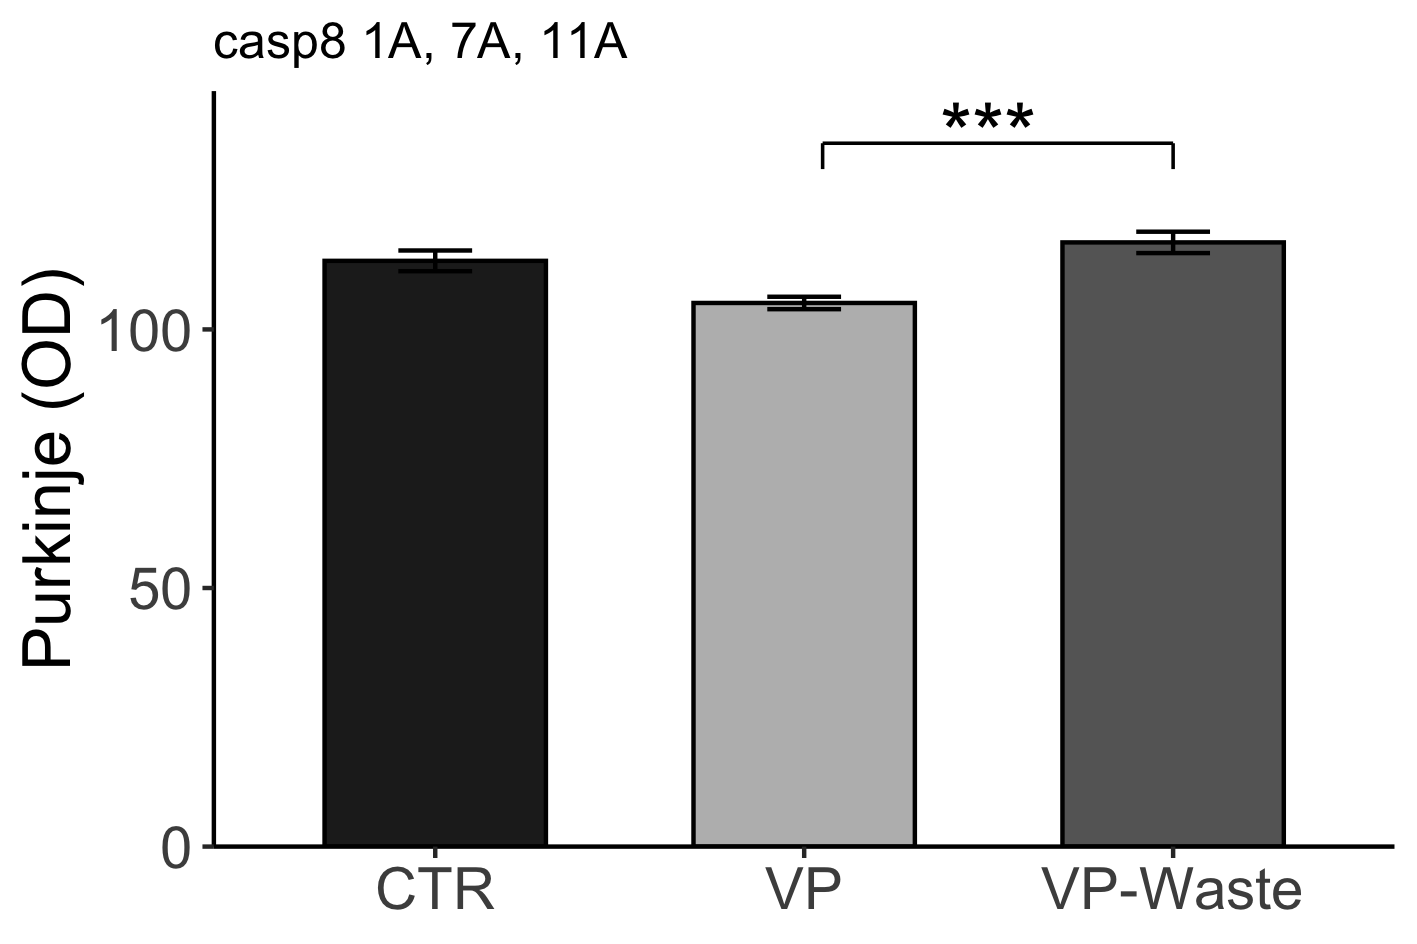 casp8 1A, 7A, 11A
***
Purkinje (OD)
100
50
0
CTR
VP
VP-Waste